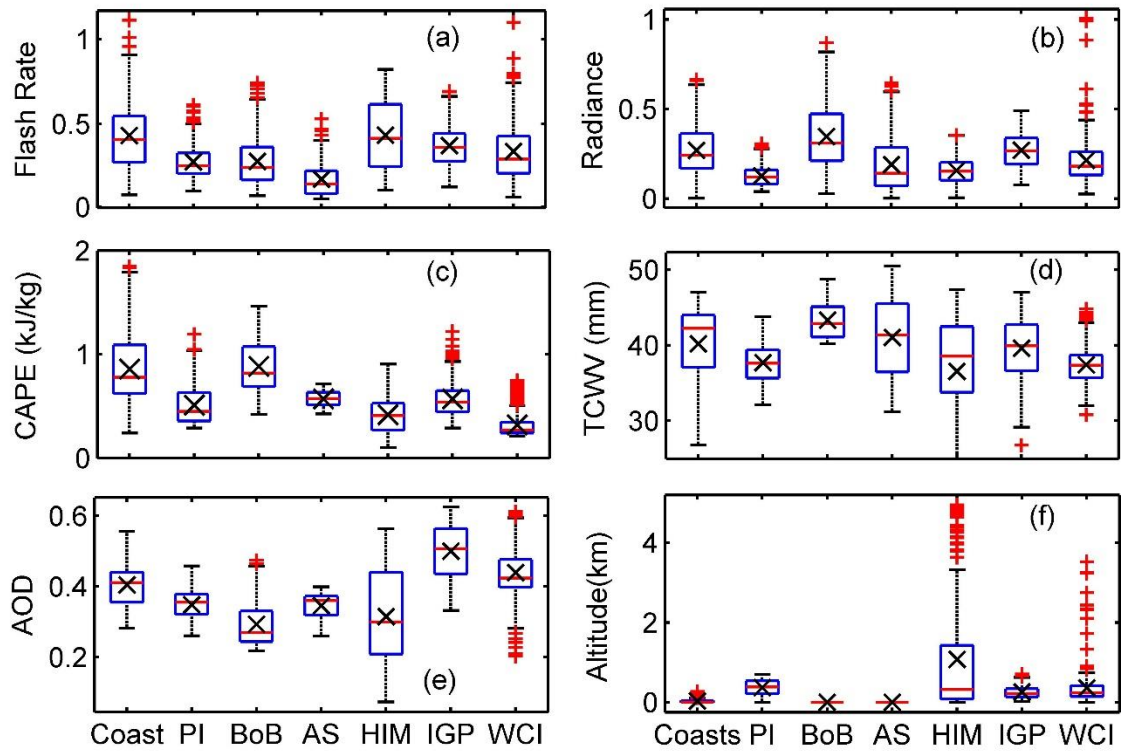 1
0.5
0
Flash Rate
(a)
1
0.5
0
Radiance
(b)
2
1
0
CAPE (kJ/kg)
(c)
50
40
30
TCWV (mm)
(d)
0.6
0.4
0.2
AOD
(e)
4
2
0
Altitude(km)
(f)
Coast PI BoB AS HIM IGP WCI
Coasts PI BoB AS HIM IGP WCI